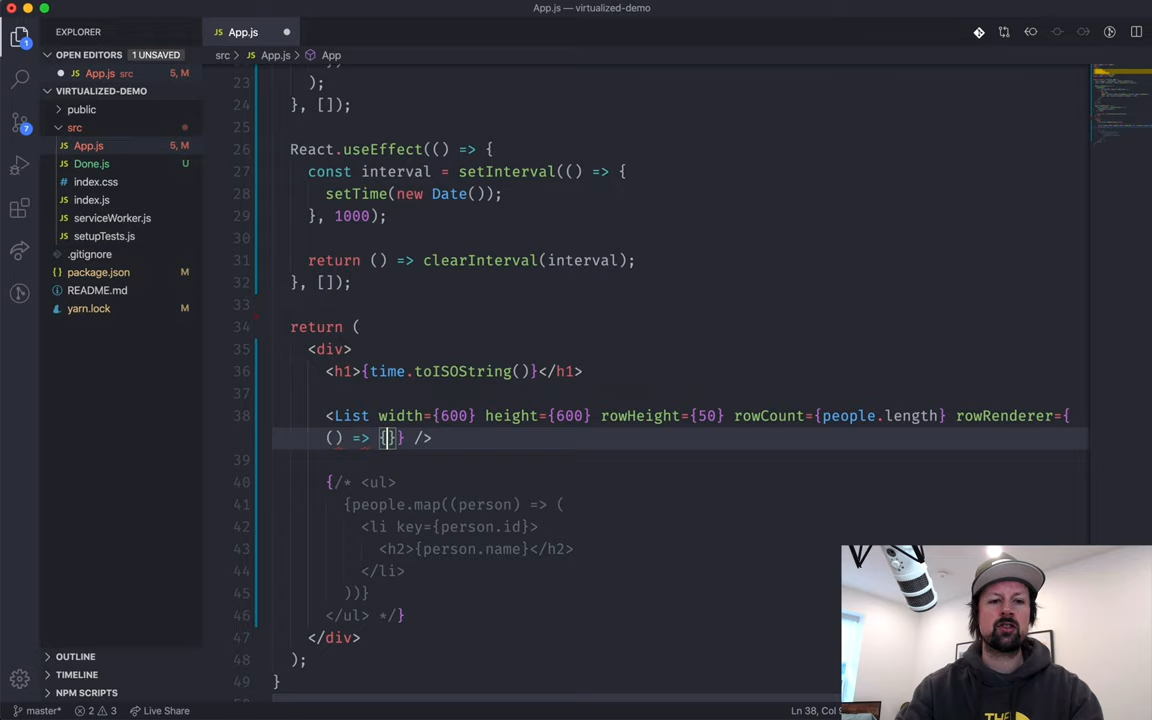 App.js — virtualized-demo
EXPLORER
App.js
OPEN EDITORS 1 UNSAVED
src > App.js > App
App.js src 5, M
VIRTUALIZED-DEMO
public
src
App.js 5, M
Done.js U
index.css
index.js
serviceWorker.js
setupTests.js
.gitignore
package.json M
README.md
yarn.lock M
OUTLINE
TIMELINE
NPM SCRIPTS
1
7
23 );
24 }, []);
25
26 React.useEffect(() => {
27 const interval = setInterval(() => {
28 setTime(new Date());
29 }, 1000);
30
31 return () => clearInterval(interval);
32 }, []);
33
34 return (
35 <div>
36 <h1>{time.toISOString()}</h1>
37
38 <List width={600} height={600} rowHeight={50} rowCount={people.length} rowRenderer={
() => {}} />
39
40 {/* <ul>
41 {people.map((person) => (
42 <li key={person.id}>
43 <h2>{person.name}</h2>
44 </li>
45 ))}
46 </ul> */}
47 </div>
48 );
49 }
master* 2 3 Live Share
Ln 38, Col
THE